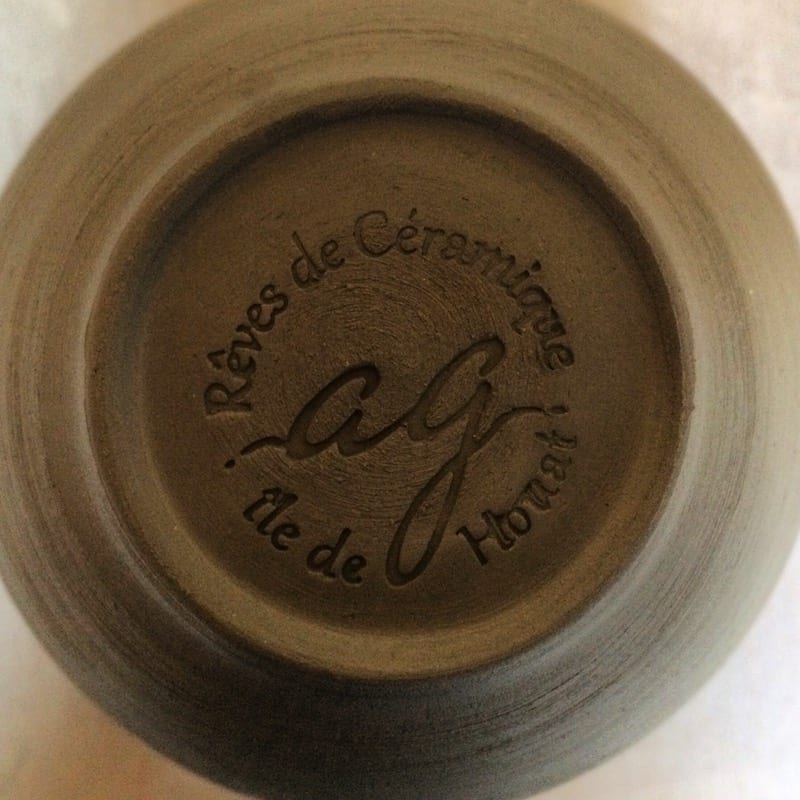 Rêves de Céramique
ag
île de Houat